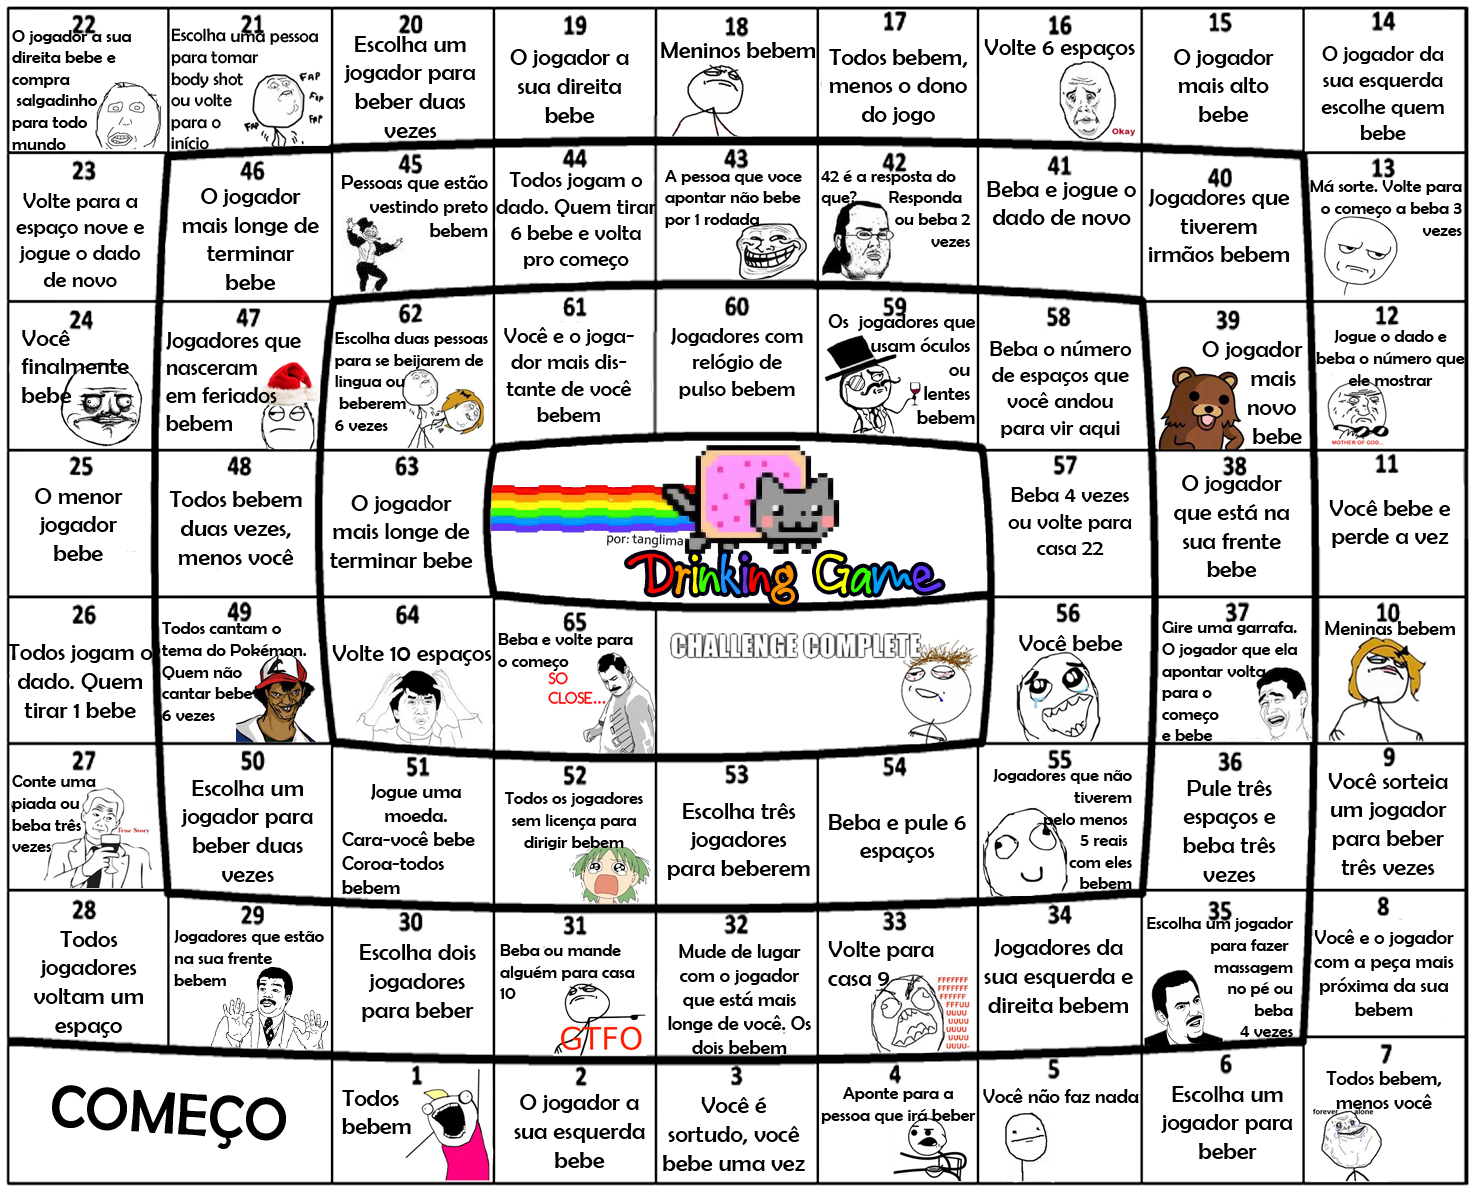 22
O jogador a sua
direita bebe e
compra
salgadinho
para todo
mundo
21
Escolha uma pessoa
para tomar
body shot
ou volte
para o
início
FAP
FAP
FAP
FAP
20
Escolha um
jogador para
beber duas
vezes
19
O jogador a
sua direita
bebe
18
Meninos bebem
17
Todos bebem,
menos o dono
do jogo
16
Volte 6 espaços
Okay
15
O jogador
mais alto
bebe
14
O jogador da
sua esquerda
escolhe quem
bebe
23
Volte para a
espaço nove e
jogue o dado
de novo
46
O jogador
mais longe de
terminar
bebe
45
Pessoas que estão
vestindo preto
bebem
44
Todos jogam o
dado. Quem tirar
6 bebe e volta
pro começo
43
A pessoa que voce
apontar não bebe
por 1 rodada
42
42 é a resposta do
que? Responda
ou beba 2
vezes
41
Beba e jogue o
dado de novo
40
Jogadores que
tiverem
irmãos bebem
13
Má sorte. Volte para
o começo a beba 3
vezes
24
Você
finalmente
bebe
47
Jogadores que
nasceram
em feriados
bebem
62
Escolha duas pessoas
para se beijarem de
lingua ou
beberem
6 vezes
61
Você e o joga-
dor mais dis-
tante de você
bebem
60
Jogadores com
relógio de
pulso bebem
59
Os jogadores que
usam óculos
ou
lentes
bebem
58
Beba o número
de espaços que
você andou
para vir aqui
39
O jogador
mais
novo
bebe
12
Jogue o dado e
beba o número que
ele mostrar
MOTHER OF GOD...
25
O menor
jogador
bebe
48
Todos bebem
duas vezes,
menos você
63
O jogador
mais longe de
terminar bebe
por: tanglima
Drinking Game
57
Beba 4 vezes
ou volte para
casa 22
38
O jogador
que está na
sua frente
bebe
11
Você bebe e
perde a vez
26
Todos jogam o
dado. Quem
tirar 1 bebe
49
Todos cantam o
tema do Pokémon.
Quem não
cantar bebe
6 vezes
64
Volte 10 espaços
65
Beba e volte para
o começo
SO
CLOSE...
CHALLENGE COMPLETE
56
Você bebe
37
Gire uma garrafa.
O jogador que ela
apontar volta
para o
começo
e bebe
10
Meninas bebem
27
Conte uma
piada ou
beba três
vezes
True Story
50
Escolha um
jogador para
beber duas
vezes
51
Jogue uma
moeda.
Cara-você bebe
Coroa-todos
bebem
52
Todos os jogadores
sem licença para
dirigir bebem
53
Escolha três
jogadores
para beberem
54
Beba e pule 6
espaços
55
Jogadores que não
tiverem
pelo menos
5 reais
com eles
bebem
36
Pule três
espaços e
beba três
vezes
9
Você sorteia
um jogador
para beber
três vezes
28
Todos
jogadores
voltam um
espaço
29
Jogadores que estão
na sua frente
bebem
30
Escolha dois
jogadores
para beber
31
Beba ou mande
alguém para casa
10
GTFO
32
Mude de lugar
com o jogador
que está mais
longe de você. Os
dois bebem
33
Volte para
casa 9
FFFFFFF
FFFFFFF
FFFFFF
FFFUU
UUUU
UUUU
UUUU
UUUU
UUUU-
34
Jogadores da
sua esquerda e
direita bebem
35
Escolha um jogador
para fazer
massagem
no pé ou
beba
4 vezes
8
Você e o jogador
com a peça mais
próxima da sua
bebem
COMEÇO
1
Todos
bebem
2
O jogador a
sua esquerda
bebe
3
Você é
sortudo, você
bebe uma vez
4
Aponte para a
pessoa que irá beber
5
Você não faz nada
6
Escolha um
jogador para
beber
7
Todos bebem,
menos você
forever alone